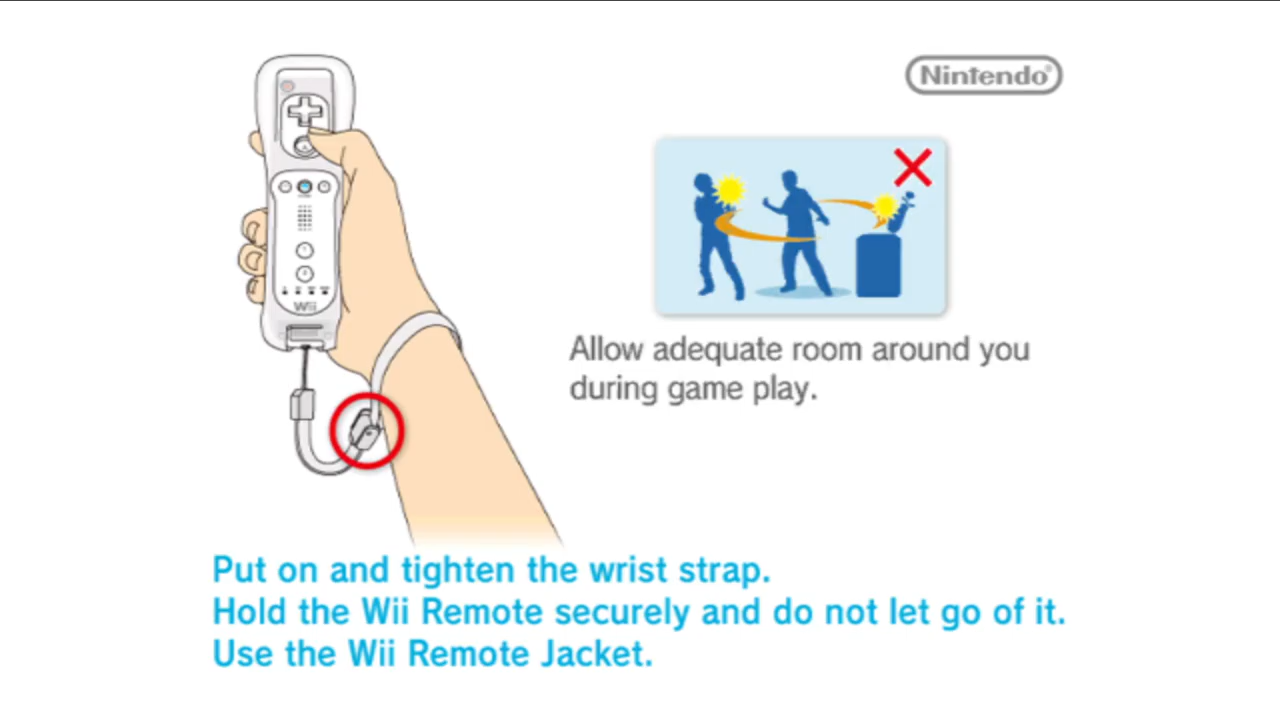 Nintendo®
Allow adequate room around you
during game play.
Wii
Put on and tighten the wrist strap.
Hold the Wii Remote securely and do not let go of it.
Use the Wii Remote Jacket.